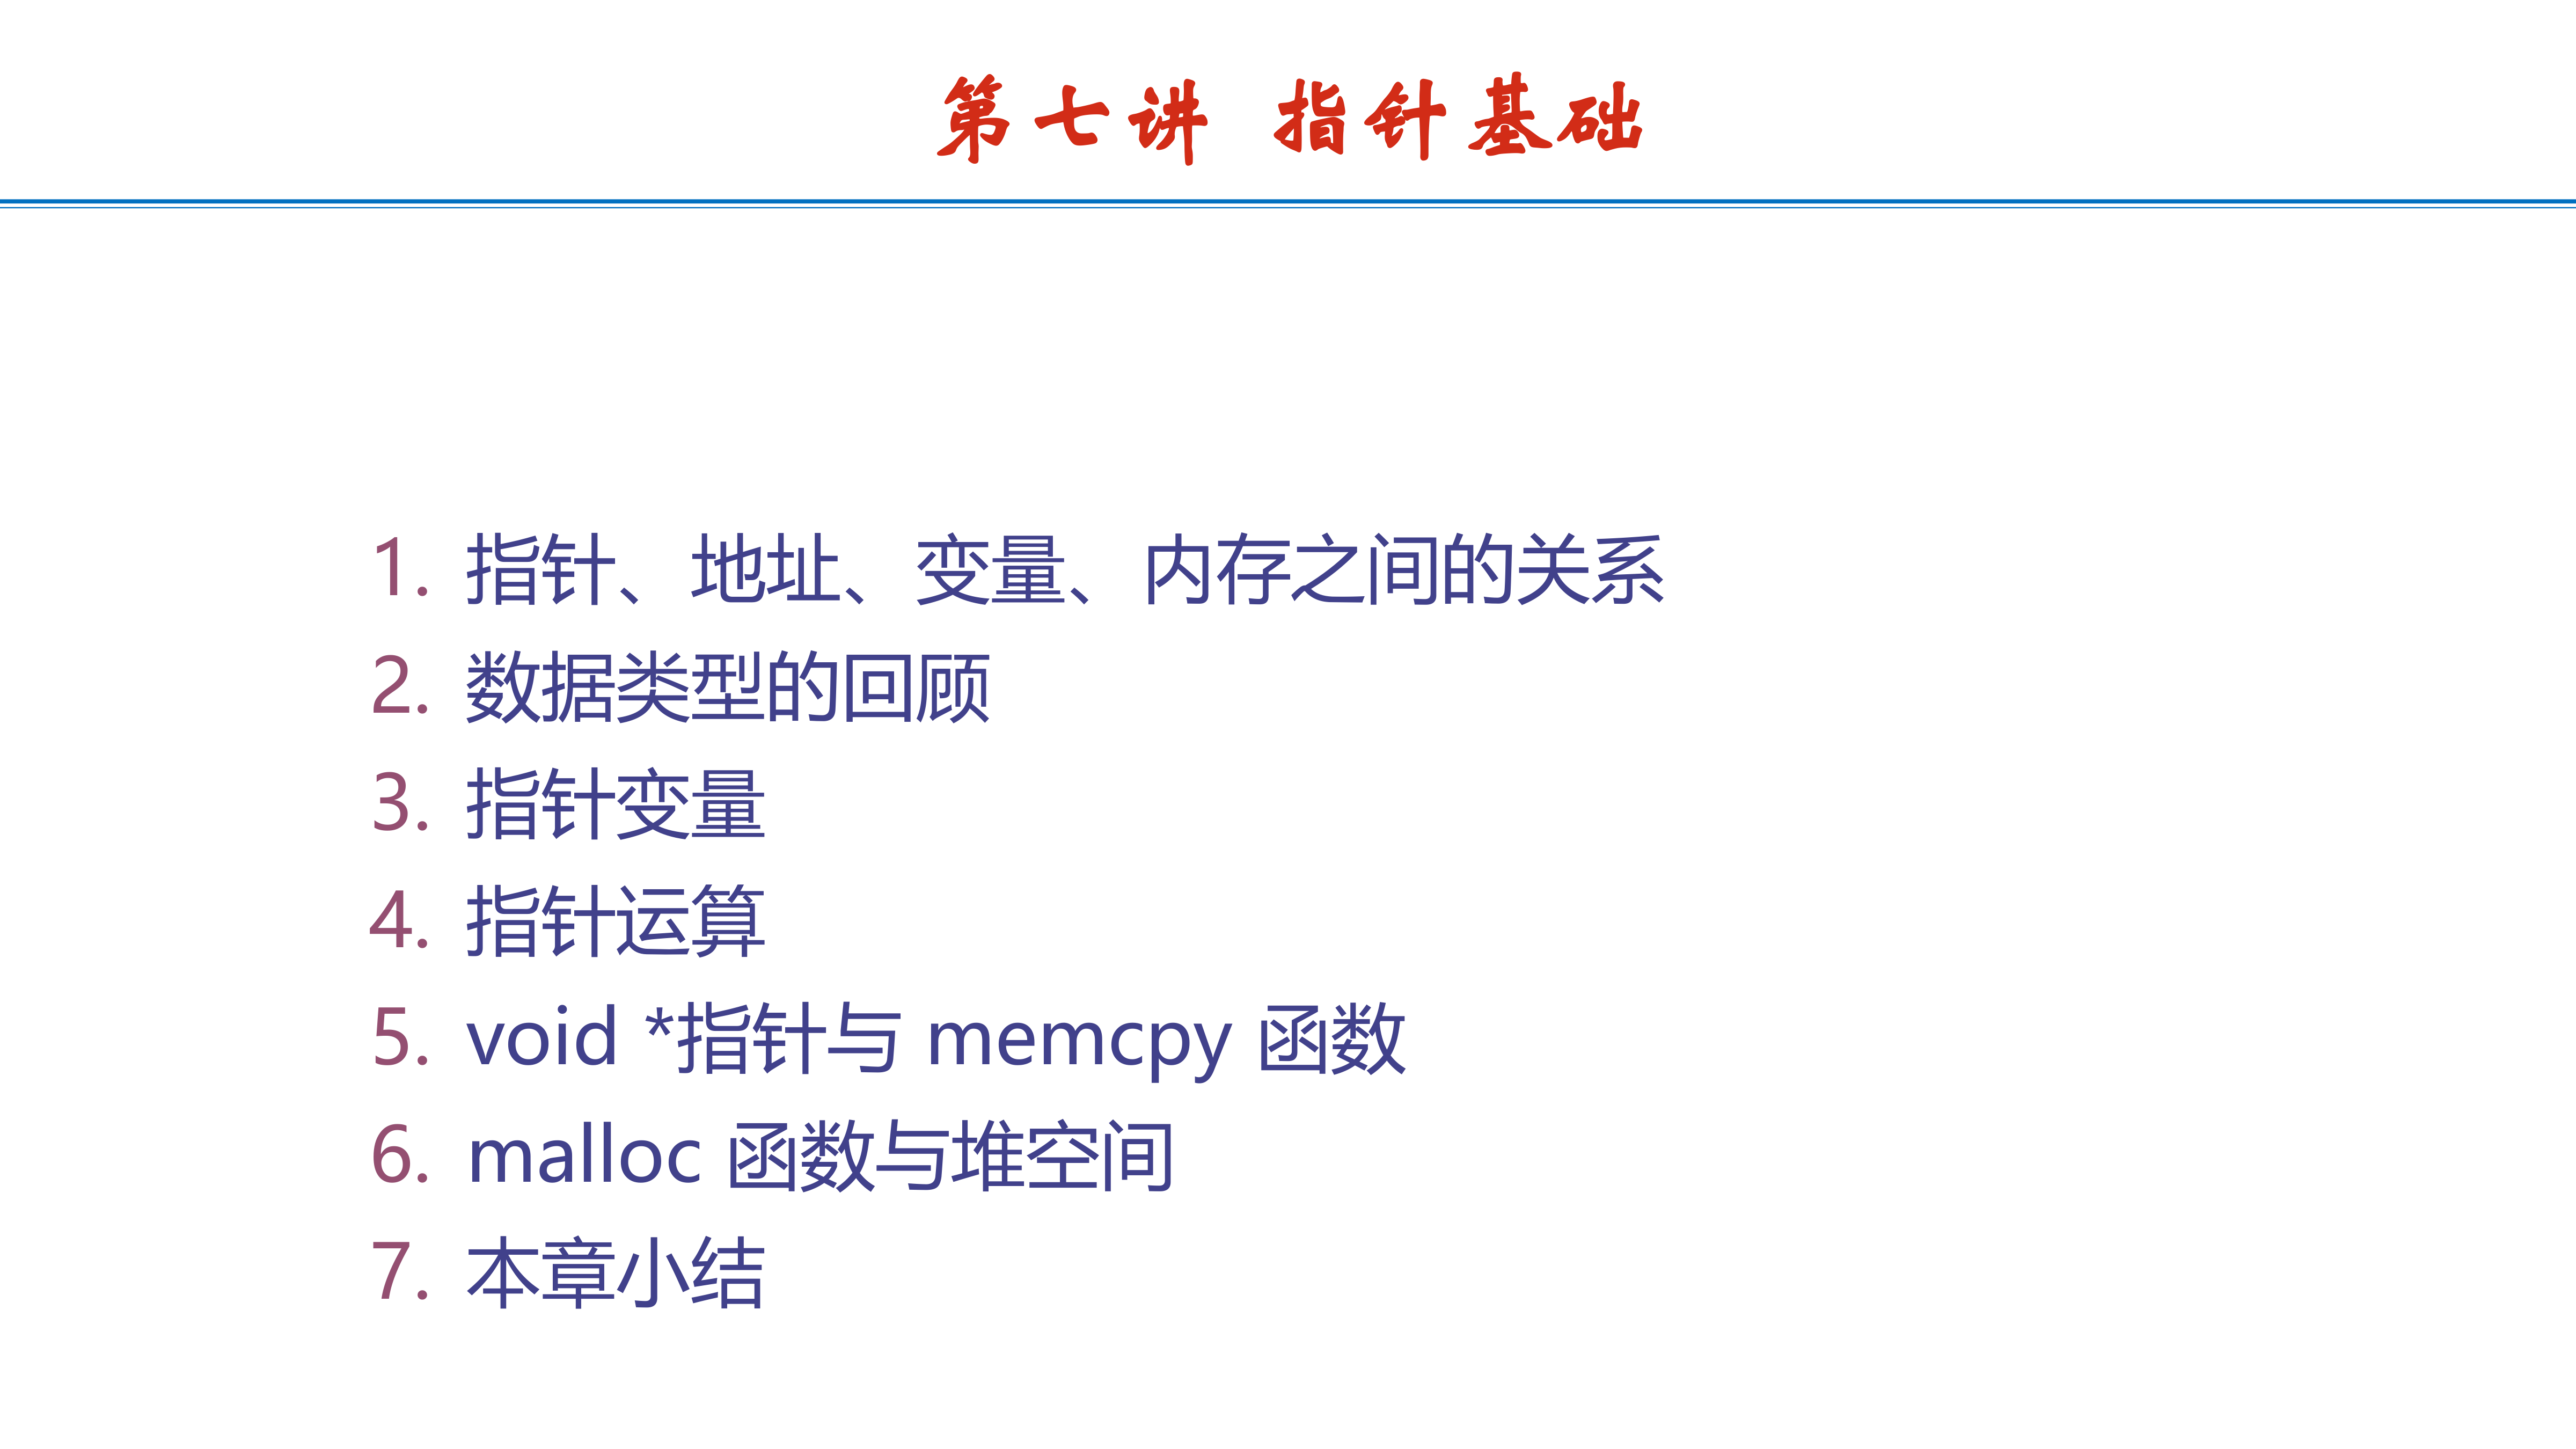 第七讲 指针基础
1. 指针、地址、变量、内存之间的关系
2. 数据类型的回顾
3. 指针变量
4. 指针运算
5. void *指针与 memcpy 函数
6. malloc 函数与堆空间
7. 本章小结